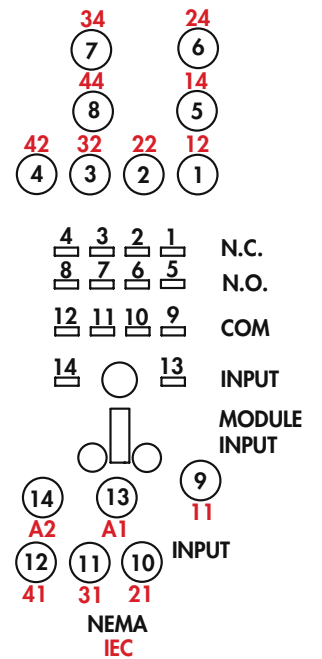 34 24
7 6
44 14
8 5
42 32 22 12
4 3 2 1
4 3 2 1 N.C.
8 7 6 5 N.O.
12 11 10 9 COM
14 13 INPUT
MODULE
INPUT
9
14 13 11
A2 A1
INPUT
12 11 10
41 31 21
NEMA
IEC